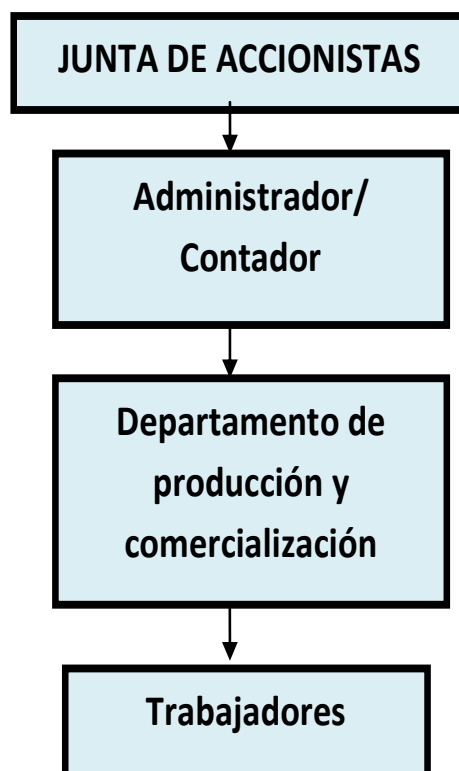 JUNTA DE ACCIONISTAS
Administrador/
Contador
Departamento de
producción y
comercialización
Trabajadores